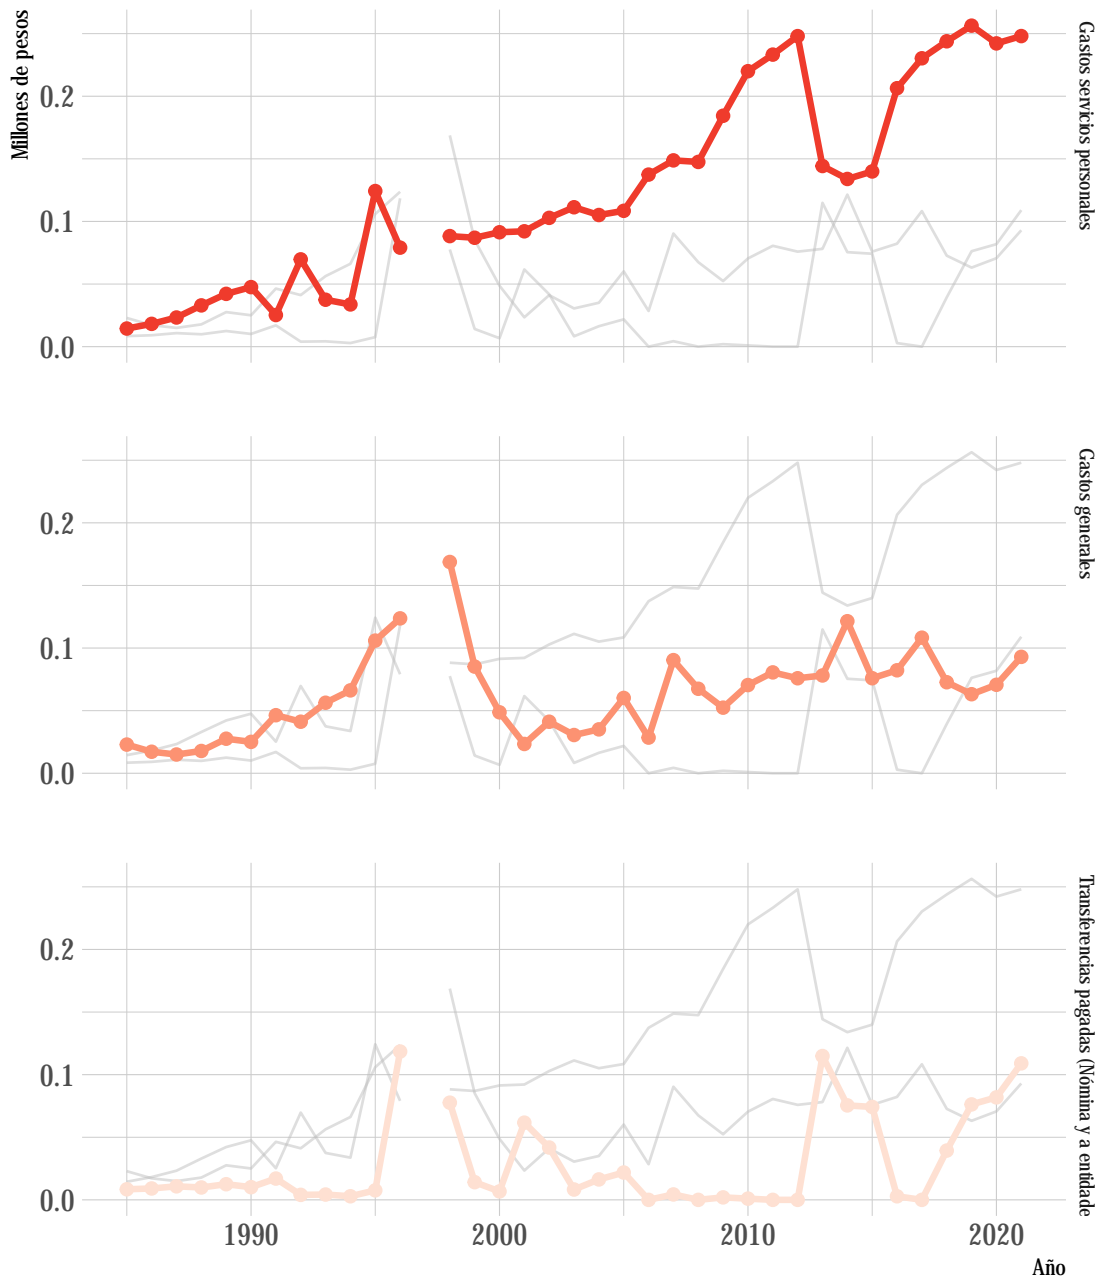 Millones de pesos
Gastos servicios personales
0.2
0.1
0.0
Gastos generales
0.2
0.1
0.0
Transferencias pagadas (Nómina y a entidade
0.2
0.1
0.0
1990 2000 2010 2020
Año